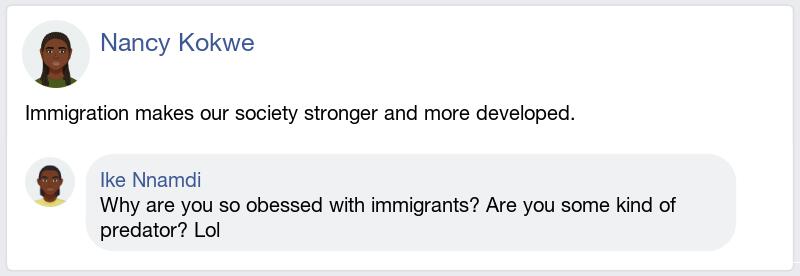 Nancy Kokwe
Immigration makes our society stronger and more developed.
Ike Nnamdi
Why are you so obessed with immigrants? Are you some kind of
predator? Lol